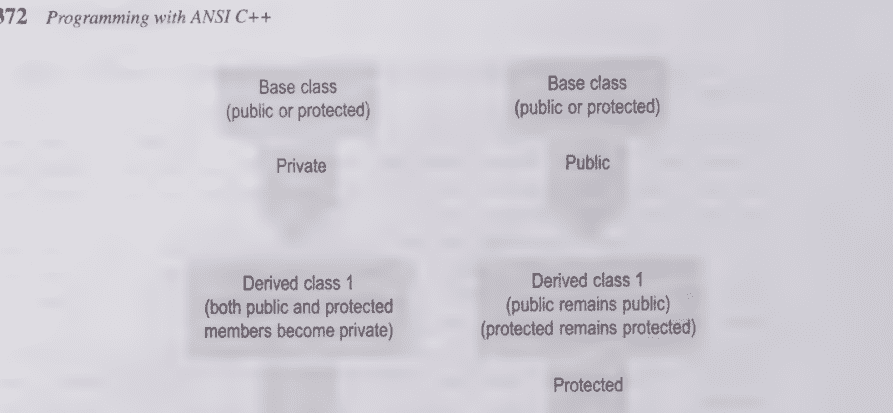 372 Programming with ANSI C++
Base class
(public or protected)
Private
Derived class 1
(both public and protected
members become private)
Base class
(public or protected)
Public
Derived class 1
(public remains public)
(protected remains protected)
Protected